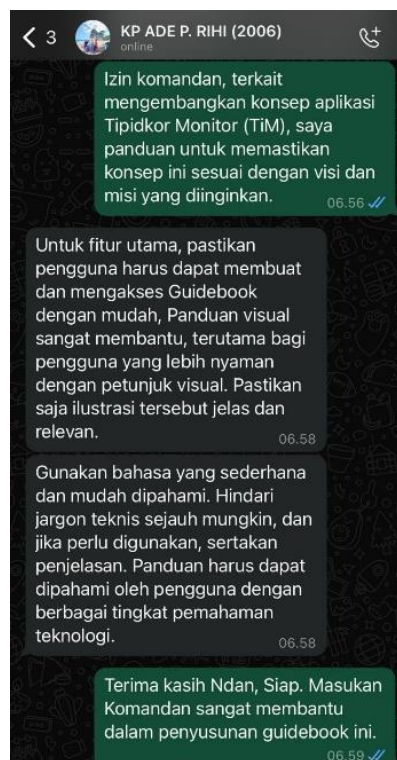 3
KP ADE P. RIHI (2006)
online
Izin komandan, terkait
mengembangkan konsep aplikasi
Tipidkor Monitor (TiM), saya
panduan untuk memastikan
konsep ini sesuai dengan visi dan
misi yang diinginkan.
06.56
Untuk fitur utama, pastikan
pengguna harus dapat membuat
dan mengakses Guidebook
dengan mudah, Panduan visual
sangat membantu, terutama bagi
pengguna yang lebih nyaman
dengan petunjuk visual. Pastikan
saja ilustrasi tersebut jelas dan
relevan.
06.58
Gunakan bahasa yang sederhana
dan mudah dipahami. Hindari
jargon teknis sejauh mungkin, dan
jika perlu digunakan, sertakan
penjelasan. Panduan harus dapat
dipahami oleh pengguna dengan
berbagai tingkat pemahaman
teknologi.
06.58
Terima kasih Ndan, Siap. Masukan
Komandan sangat membantu
dalam penyusunan guidebook ini.
06.59